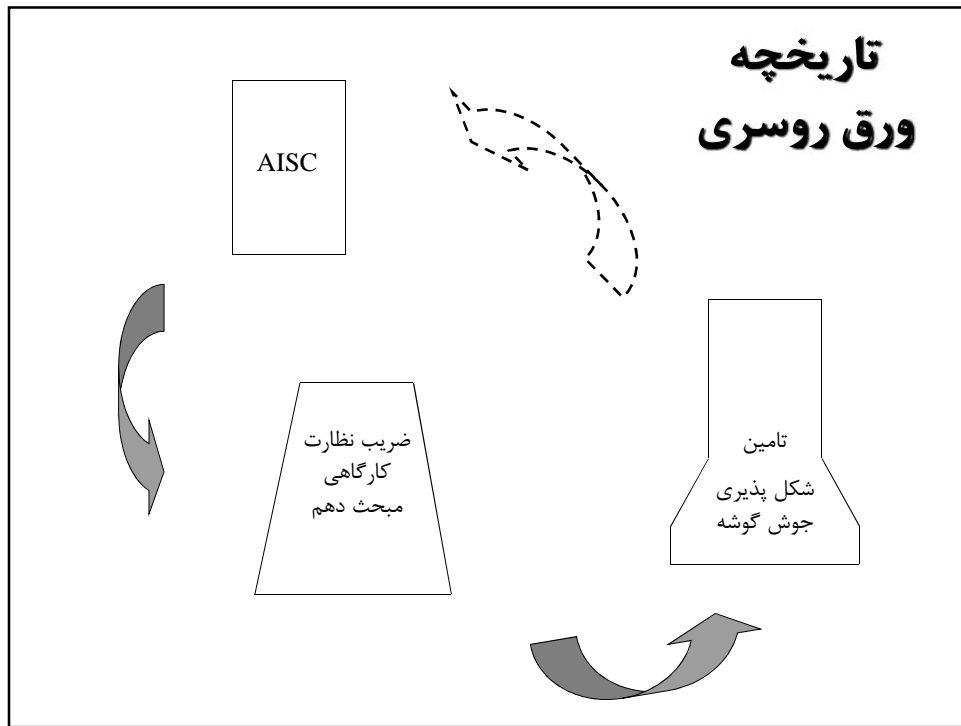 تاریخچه
ورق روسری
AISC
ضریب نظارت
کارگاهی
مبحث دهم
تامین
شکل پذیری
جوش گوشه